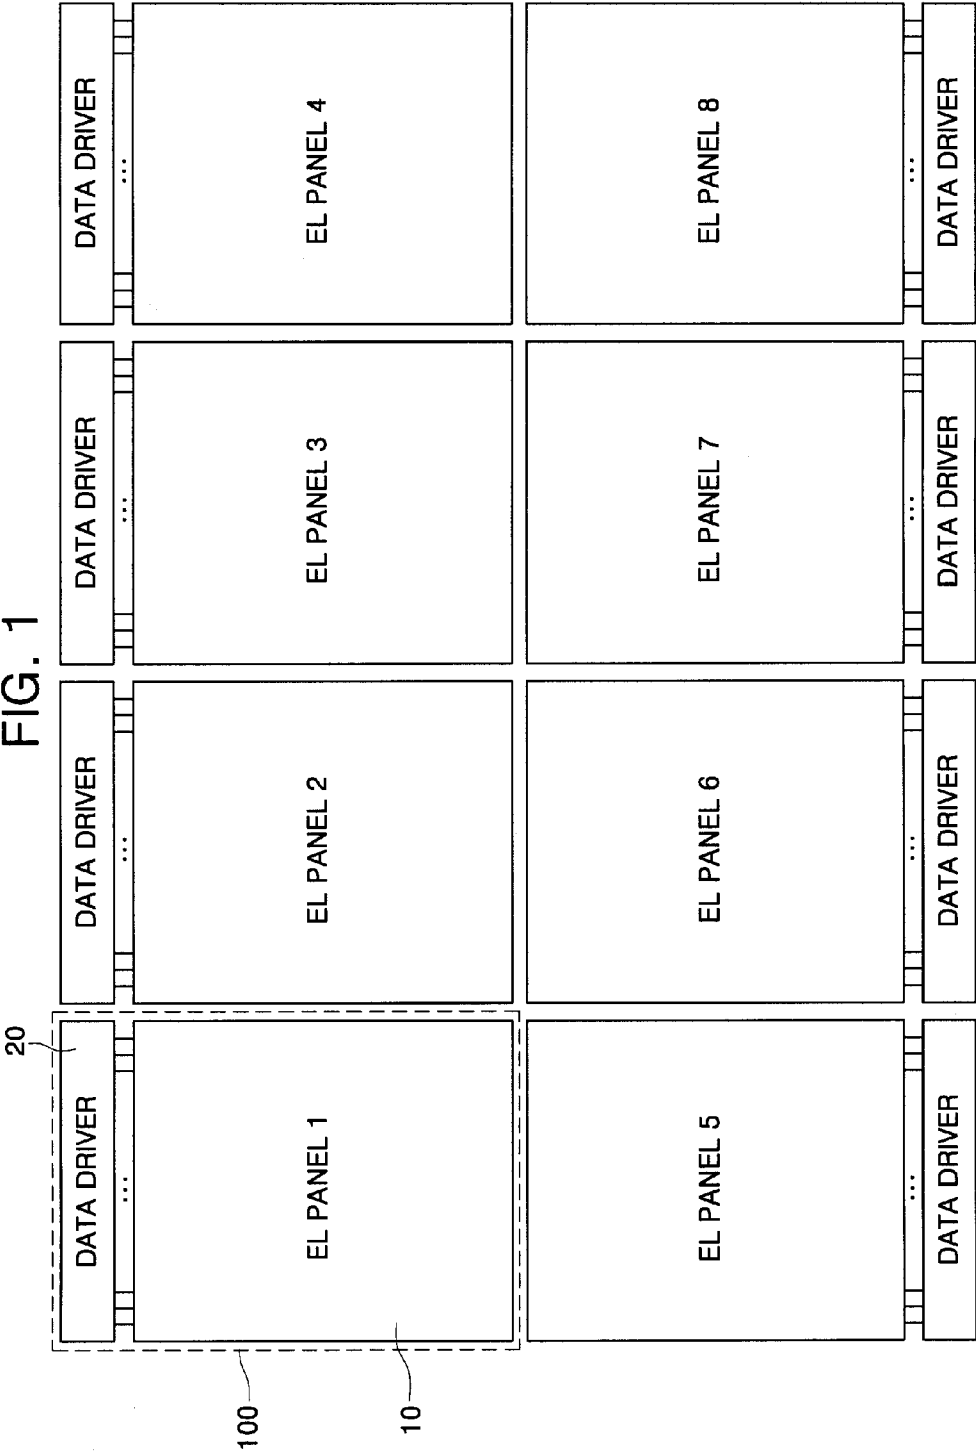 FIG. 1
20
DATA DRIVER
DATA DRIVER
DATA DRIVER
DATA DRIVER
...
...
...
...
EL PANEL 1
EL PANEL 2
EL PANEL 3
EL PANEL 4
100
10
EL PANEL 5
EL PANEL 6
EL PANEL 7
EL PANEL 8
...
...
...
...
DATA DRIVER
DATA DRIVER
DATA DRIVER
DATA DRIVER